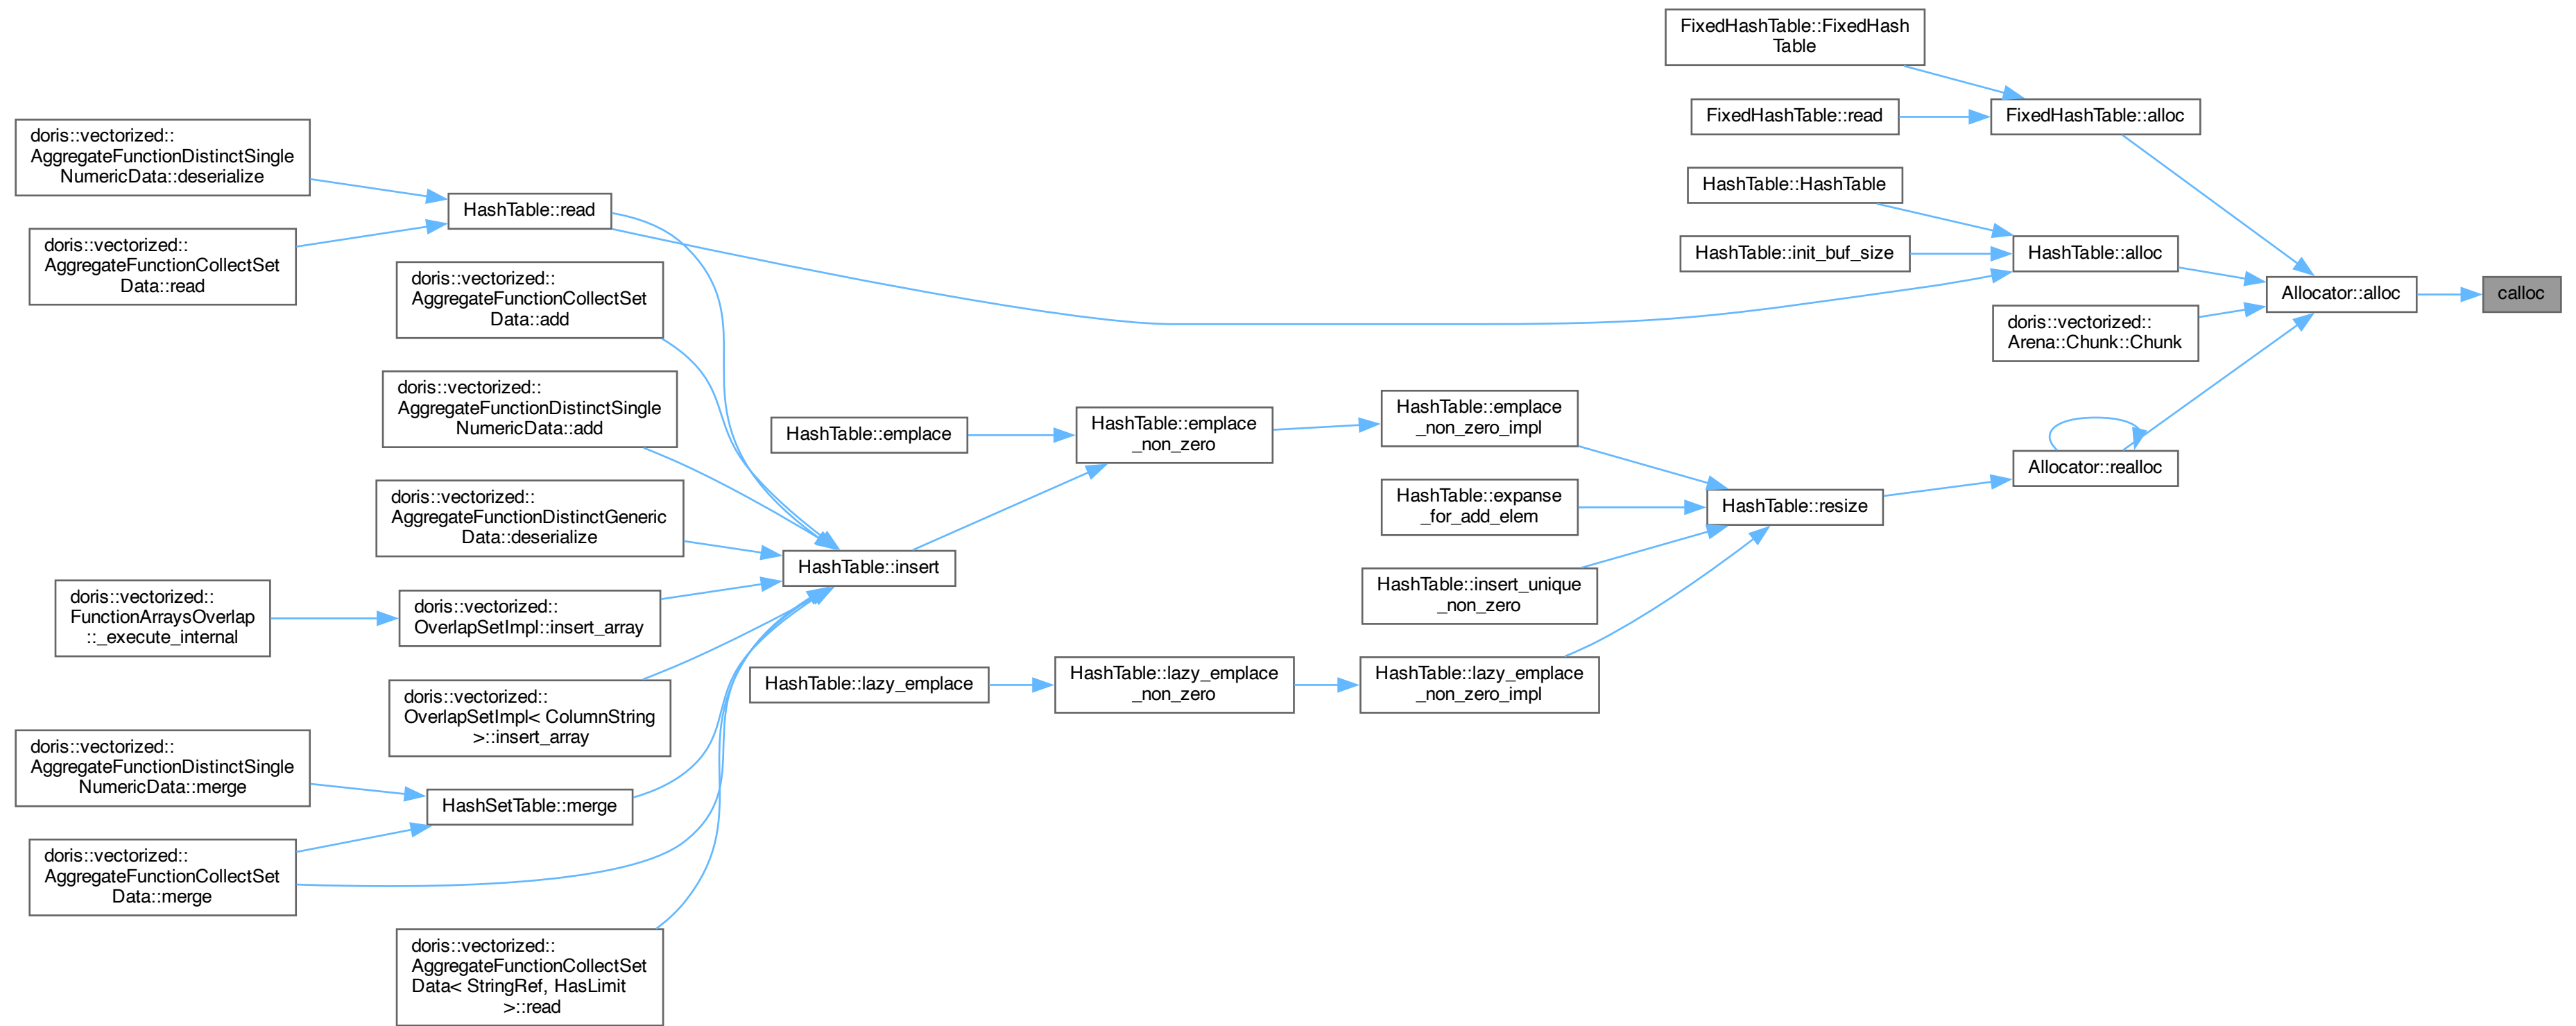 FixedHashTable::FixedHash
Table
FixedHashTable::read
FixedHashTable::alloc
doris::vectorized::
AggregateFunctionDistinctSingle
NumericData::deserialize
HashTable::HashTable
HashTable::read
doris::vectorized::
AggregateFunctionCollectSet
Data::read
HashTable::init_buf_size
HashTable::alloc
doris::vectorized::
AggregateFunctionCollectSet
Data::add
Allocator::alloc
calloc
doris::vectorized::
Arena::Chunk::Chunk
doris::vectorized::
AggregateFunctionDistinctSingle
NumericData::add
HashTable::emplace
HashTable::emplace
_non_zero
HashTable::emplace
_non_zero_impl
Allocator::realloc
doris::vectorized::
AggregateFunctionDistinctGeneric
Data::deserialize
HashTable::expanse
_for_add_elem
HashTable::resize
HashTable::insert
HashTable::insert_unique
_non_zero
doris::vectorized::
FunctionArraysOverlap
::_execute_internal
doris::vectorized::
OverlapSetImpl::insert_array
HashTable::lazy_emplace
HashTable::lazy_emplace
_non_zero
HashTable::lazy_emplace
_non_zero_impl
doris::vectorized::
OverlapSetImpl< ColumnString
>::insert_array
doris::vectorized::
AggregateFunctionDistinctSingle
NumericData::merge
HashSetTable::merge
doris::vectorized::
AggregateFunctionCollectSet
Data::merge
doris::vectorized::
AggregateFunctionCollectSet
Data< StringRef, HasLimit
>::read